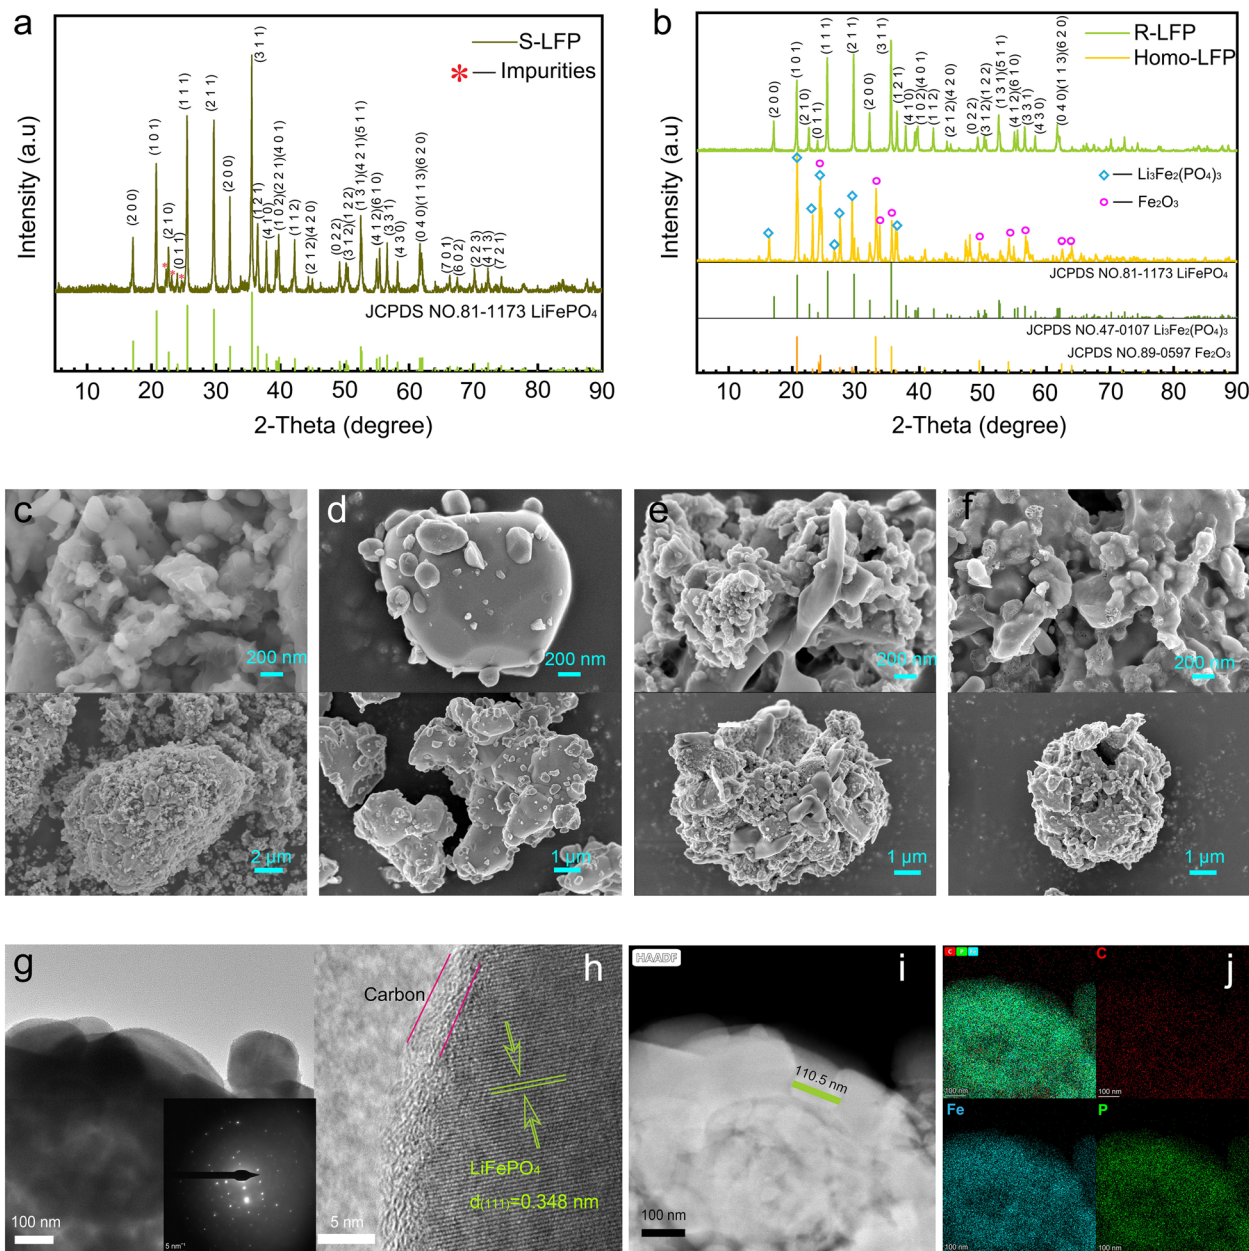 a
S-LFP
* — Impurities
Intensity (a.u)
(2 0 0)
(1 0 1)
(2 1 0)
(0 1 1)
(1 1 1)
(2 1 1)
(2 0 0)
(3 1 1)
(1 2 1)
(4 1 0)
(1 0 2)(2 2 1)(4 0 1)
(1 1 2)
(2 1 2)(4 2 0)
(0 2 2)
(3 1 2)(1 2 2)
(1 3 1)(4 2 1)(5 1 1)
(4 1 2)(6 1 0)
(3 3 1)
(4 3 0)
(0 4 0)(1 1 3)(6 2 0)
(7 0 1)
(6 0 2)
(2 2 3)
(4 1 3)
(7 2 1)
JCPDS NO.81-1173 LiFePO₄
10 20 30 40 50 60 70 80 90
2-Theta (degree)
b
R-LFP
Homo-LFP
Intensity (a.u)
(2 0 0)
(1 0 1)
(2 1 0)
(0 1 1)
(1 1 1)
(2 1 1)
(2 0 0)
(3 1 1)
(1 2 1)
(4 1 0)
(1 0 2)(4 0 1)
(1 1 2)
(2 1 2)(4 2 0)
(0 2 2)
(3 1 2)(1 2 2)
(1 3 1)(5 1 1)
(4 1 2)(6 1 0)
(3 3 1)
(4 3 0)
(0 4 0)(1 1 3)(6 2 0)
— Li₃Fe₂(PO₄)₃
— Fe₂O₃
JCPDS NO.81-1173 LiFePO₄
JCPDS NO.47-0107 Li₃Fe₂(PO₄)₃
JCPDS NO.89-0597 Fe₂O₃
10 20 30 40 50 60 70 80 90
2-Theta (degree)
c
200 nm
2 µm
d
200 nm
1 µm
e
200 nm
1 µm
f
200 nm
1 µm
g
100 nm
5 nm⁻¹
h
Carbon
LiFePO₄
d₍₁₁₁₎=0.348 nm
5 nm
HAADF
i
110.5 nm
100 nm
j
C P Fe
100 nm
C
100 nm
Fe
100 nm
P
100 nm